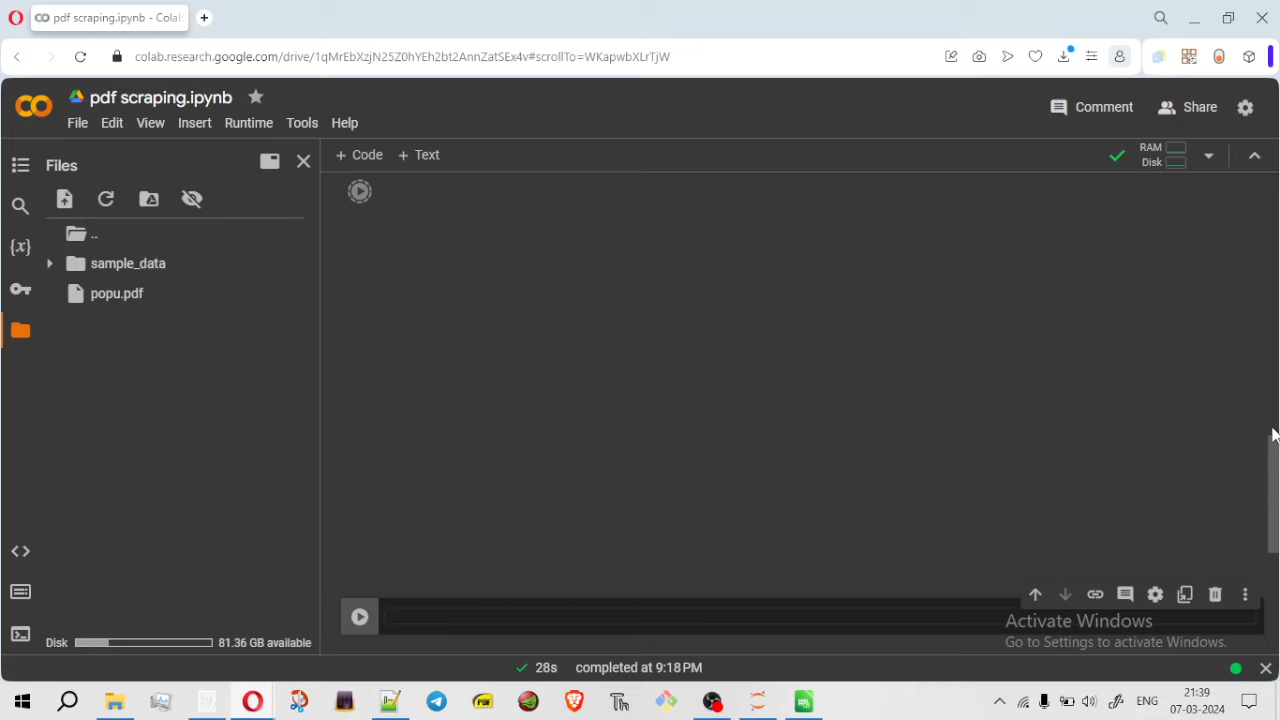 pdf scraping.ipynb - Cola
colab.research.google.com/drive/1qMrEbXzjN25Z0hYEh2bt2AnnZatSEx4v#scrollTo=WKapwbXLrTjW
pdf scraping.ipynb
Comment
Share
File Edit View Insert Runtime Tools Help
Files
+ Code + Text
RAM
Disk
..
{x}
sample_data
popu.pdf
Disk
81.36 GB available
Activate Windows
Go to Settings to activate Windows.
28s completed at 9:18 PM
ENG
21:39
07-03-2024